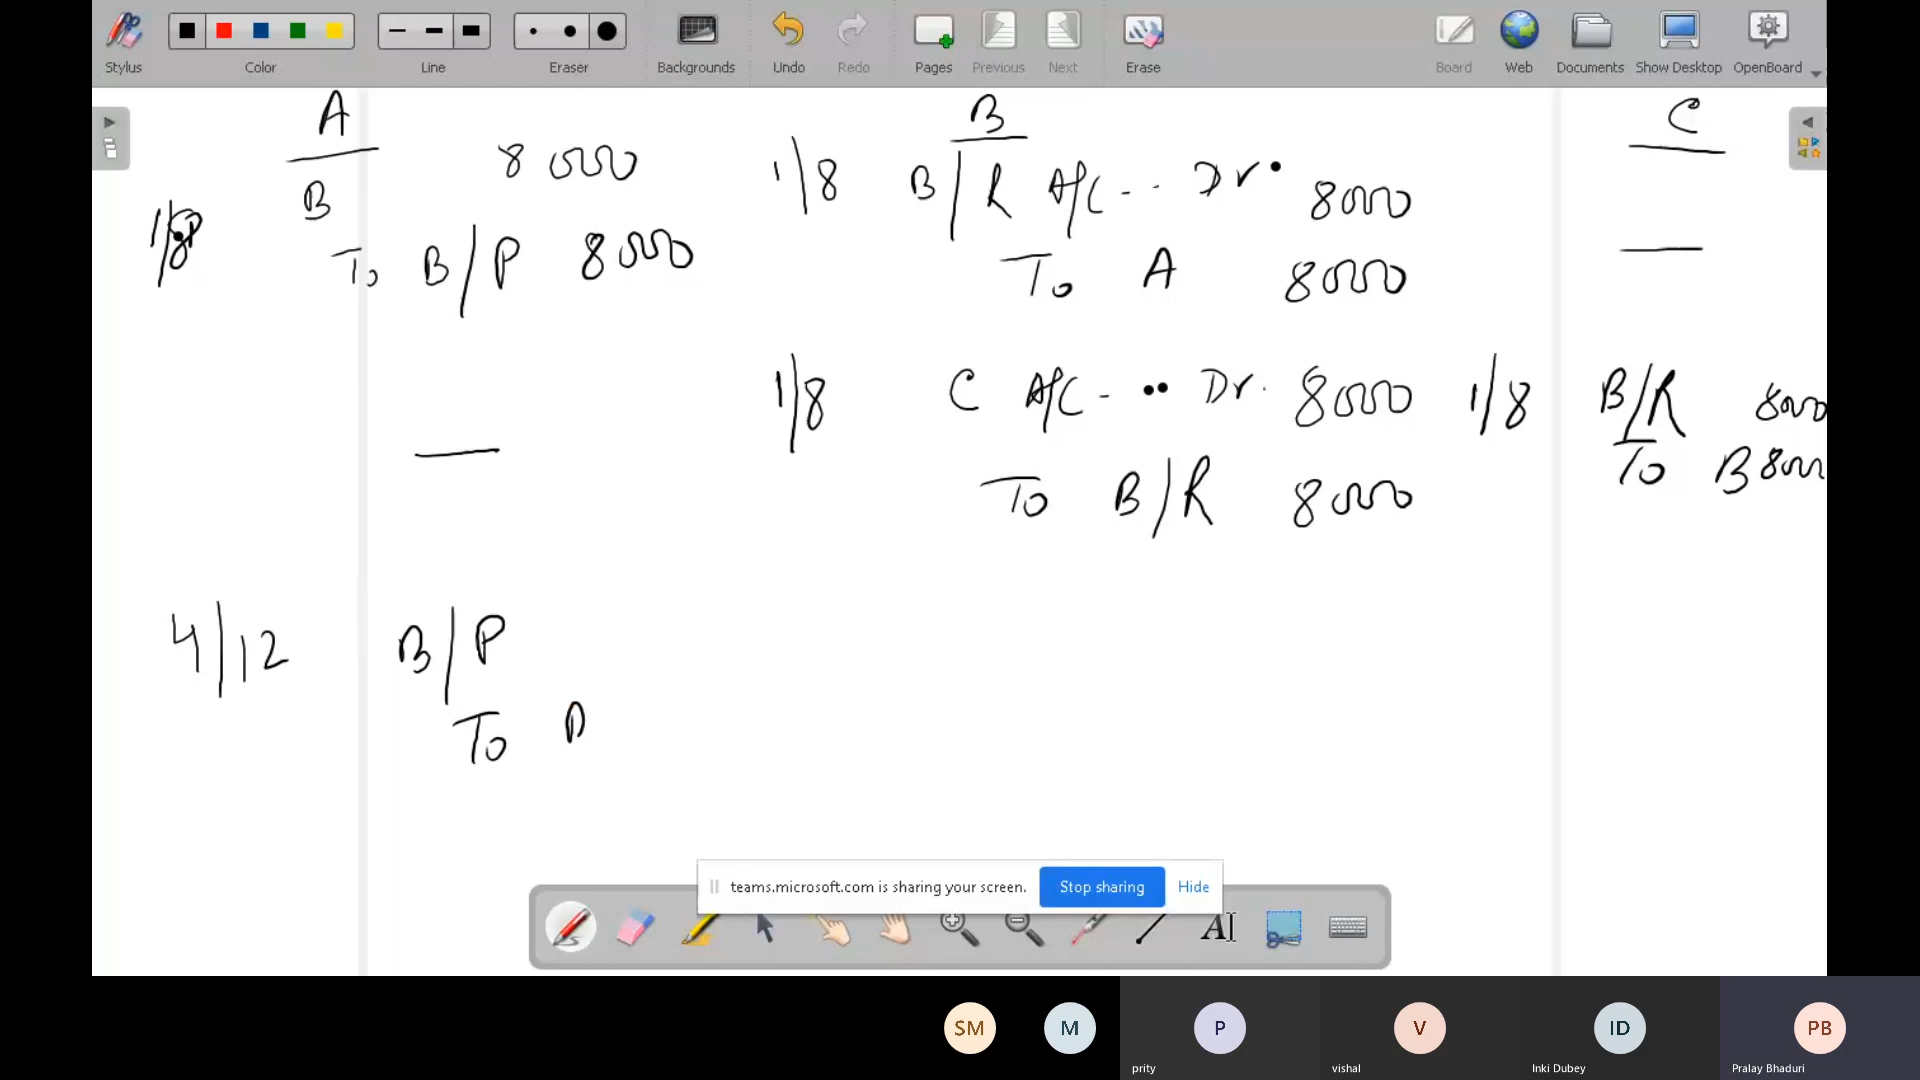 Stylus Color Line Eraser Backgrounds Undo Redo Pages Previous Next Erase Board Web Documents Show Desktop OpenBoard
A
B 8000
To B/P 8000
B
1/8 B/R A/C -- Dr. 8000
To A 8000
1/8 C A/C - .. Dr. 8000
To B/R 8000
C
1/8 B/R 8000
To B 8000
4/12 B/P
To
teams.microsoft.com is sharing your screen. Stop sharing Hide
AI
SM M P V ID PB
prity vishal Inki Dubey Pralay Bhaduri